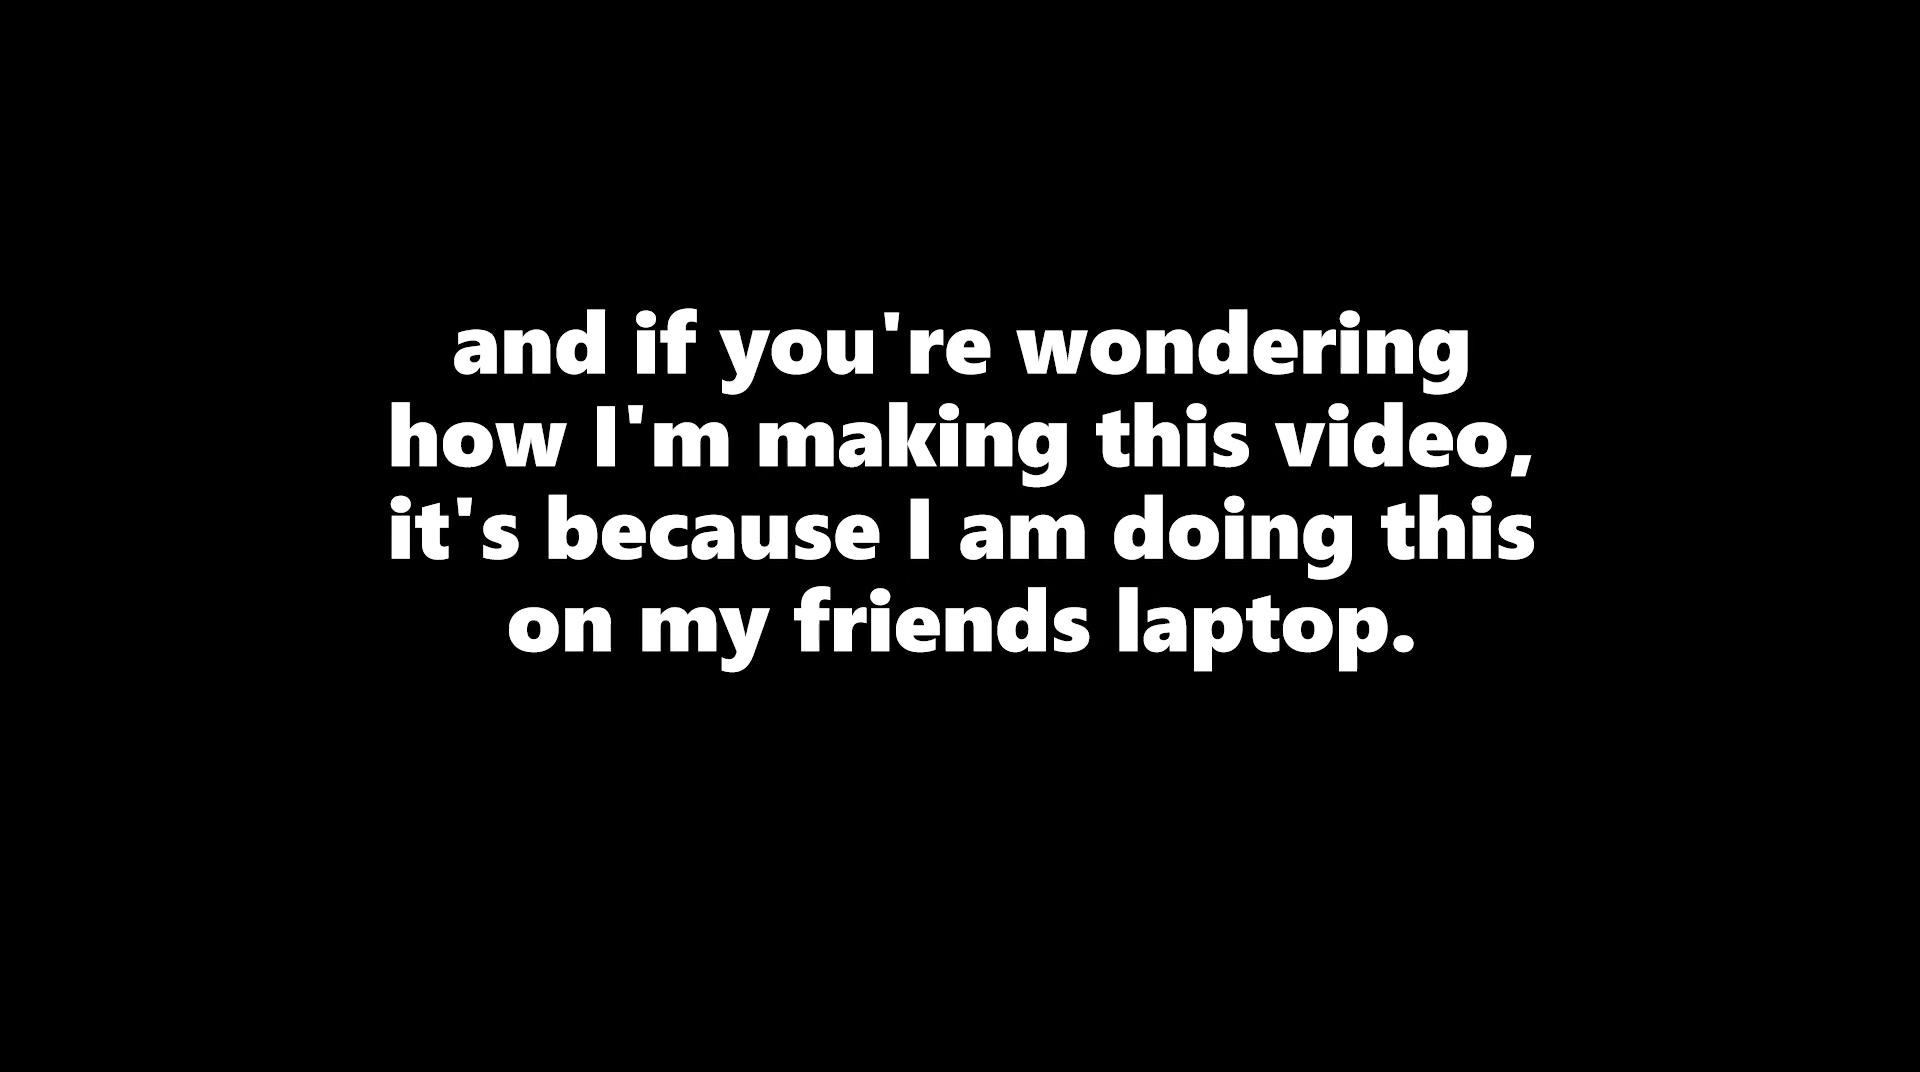 and if you're wondering
how I'm making this video,
it's because I am doing this
on my friends laptop.